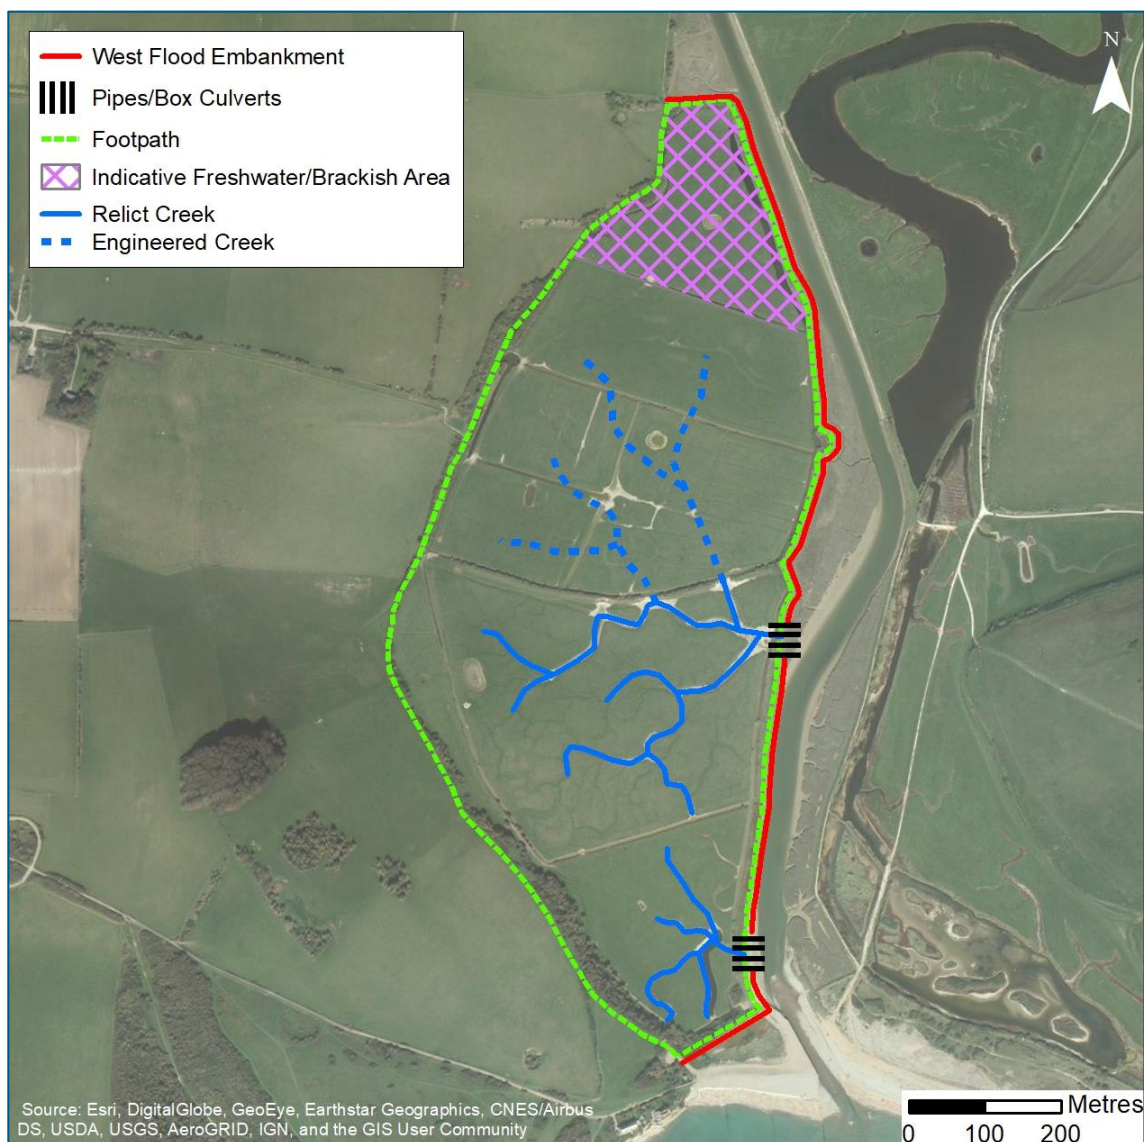 West Flood Embankment
Pipes/Box Culverts
Footpath
Indicative Freshwater/Brackish Area
Relict Creek
Engineered Creek
N
Source: Esri, DigitalGlobe, GeoEye, Earthstar Geographics, CNES/Airbus
DS, USDA, USGS, AeroGRID, IGN, and the GIS User Community
Metres
0 100 200